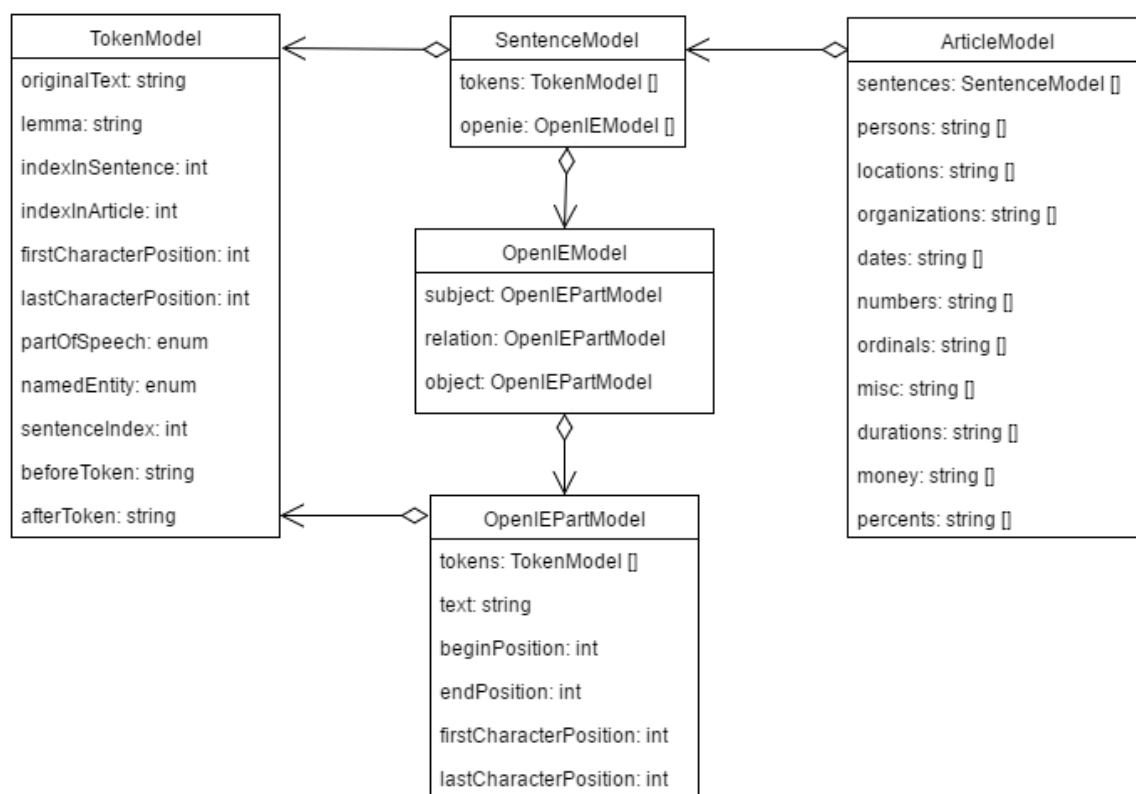 TokenModel
originalText: string
lemma: string
indexInSentence: int
indexInArticle: int
firstCharacterPosition: int
lastCharacterPosition: int
partOfSpeech: enum
namedEntity: enum
sentenceIndex: int
beforeToken: string
afterToken: string
SentenceModel
tokens: TokenModel []
openie: OpenIEModel []
OpenIEModel
subject: OpenIEPartModel
relation: OpenIEPartModel
object: OpenIEPartModel
OpenIEPartModel
tokens: TokenModel []
text: string
beginPosition: int
endPosition: int
firstCharacterPosition: int
lastCharacterPosition: int
ArticleModel
sentences: SentenceModel []
persons: string []
locations: string []
organizations: string []
dates: string []
numbers: string []
ordinals: string []
misc: string []
durations: string []
money: string []
percents: string []